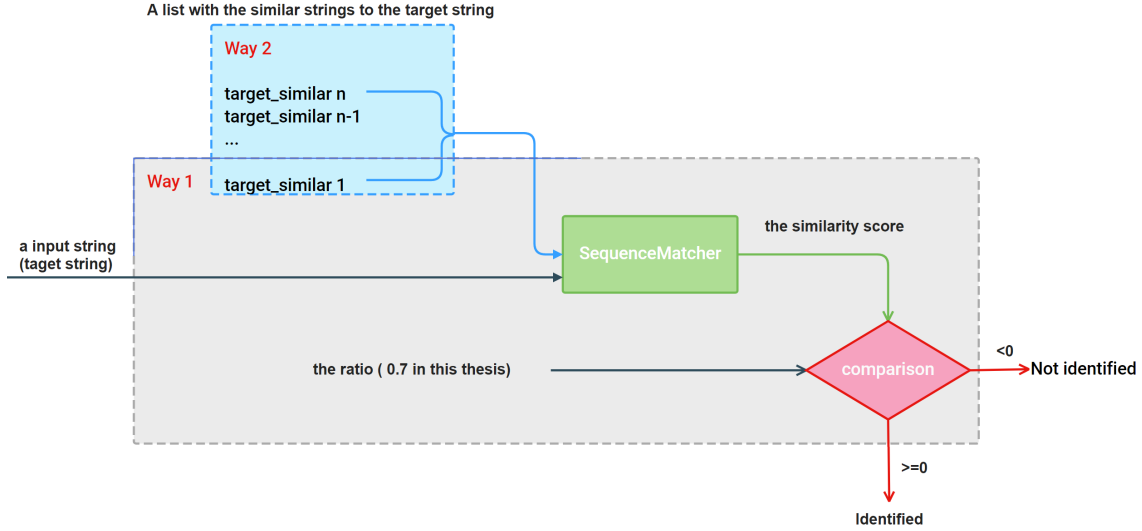 A list with the similar strings to the target string
Way 2
target_similar n
target_similar n-1
...
target_similar 1
Way 1
a input string
(taget string)
SequenceMatcher
the similarity score
the ratio ( 0.7 in this thesis)
comparison
<0
Not identified
>=0
Identified